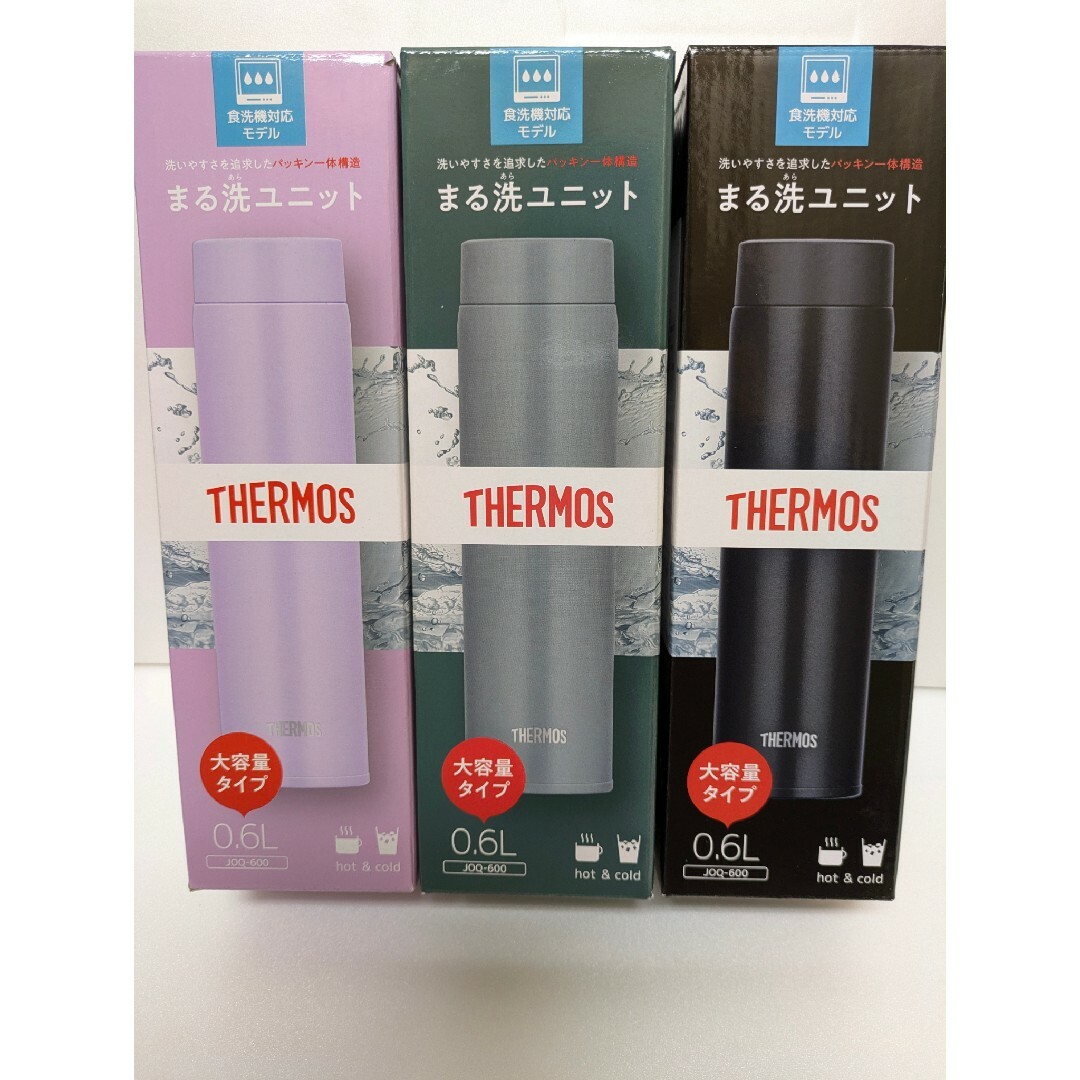 食洗機対応
モデル
洗いやすさを追求したパッキン一体構造
あら
まる洗ユニット
THERMOS
THERMOS
大容量
タイプ
0.6L
JOQ-600
hot & cold
食洗機対応
モデル
洗いやすさを追求したパッキン一体構造
あら
まる洗ユニット
THERMOS
THERMOS
大容量
タイプ
0.6L
JOQ-600
hot & cold
食洗機対応
モデル
洗いやすさを追求したパッキン一体構造
あら
まる洗ユニット
THERMOS
THERMOS
大容量
タイプ
0.6L
JOQ-600
hot & cold